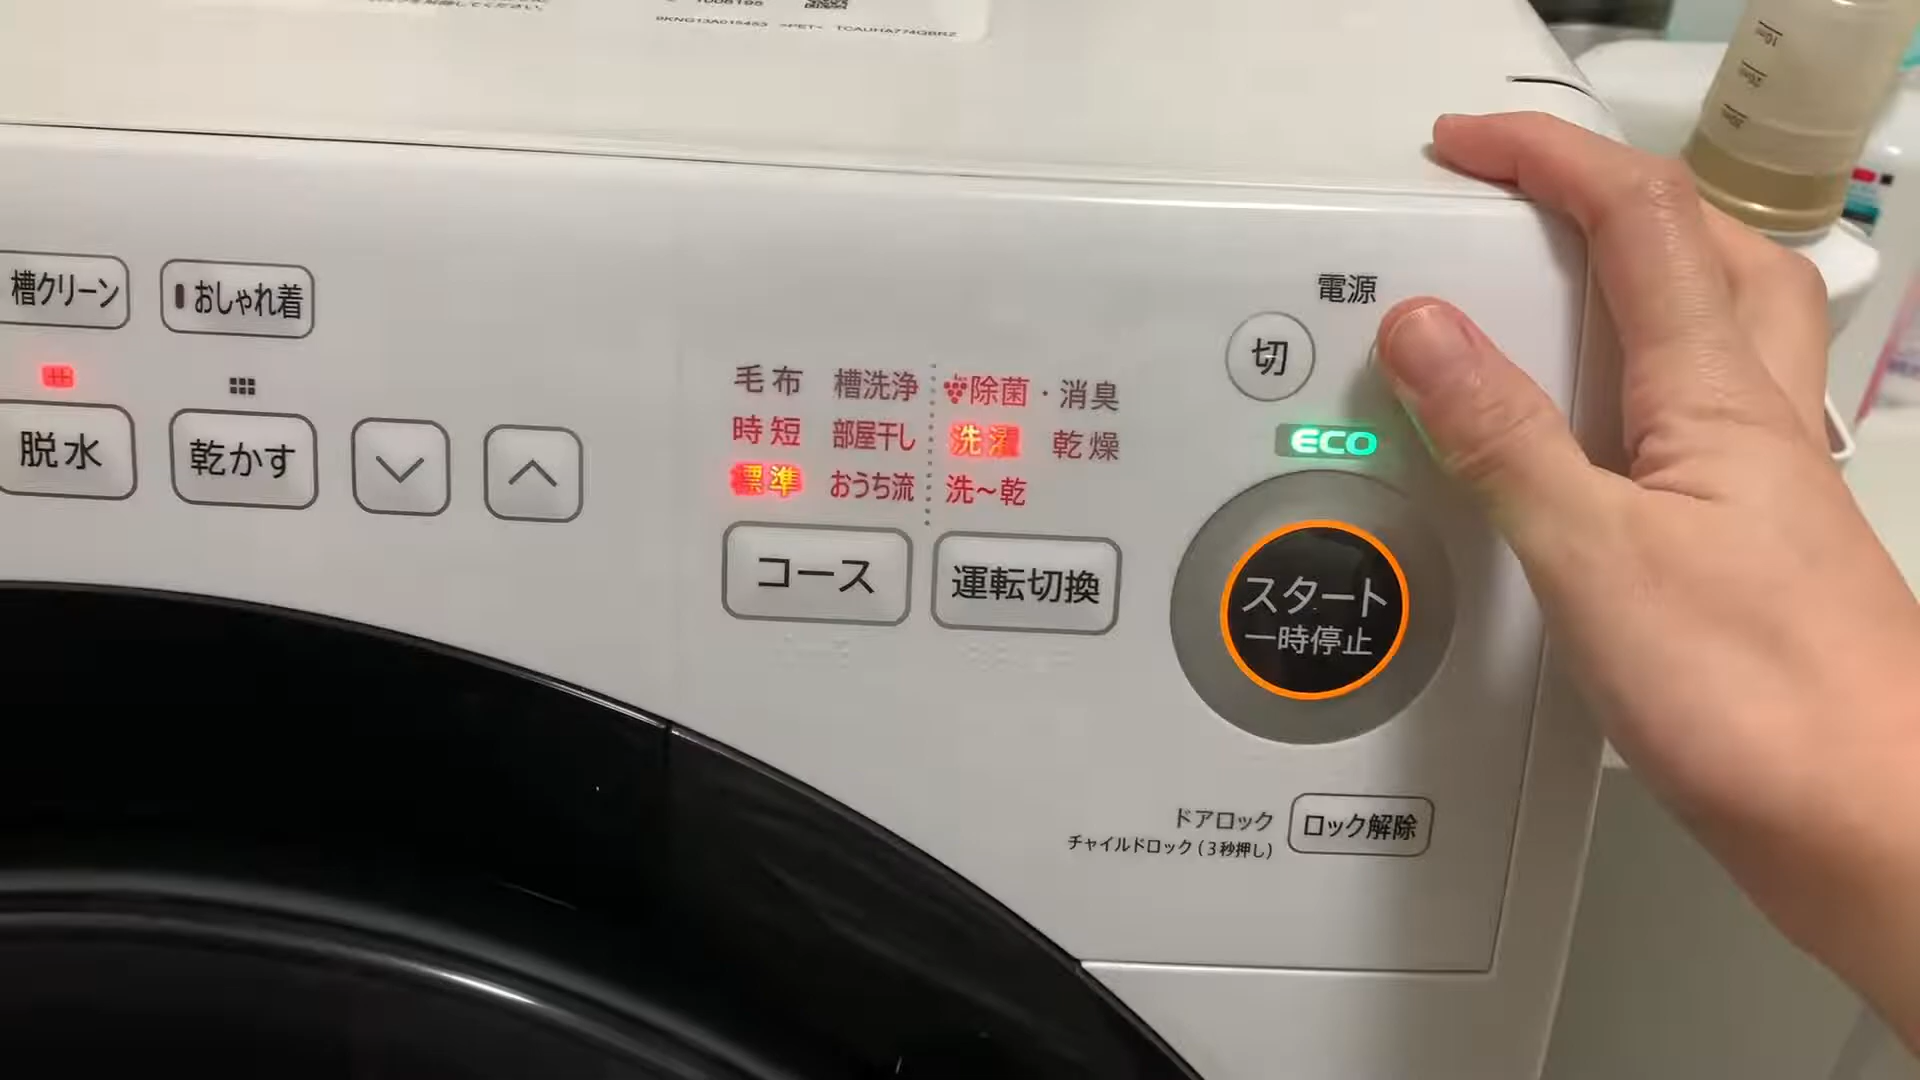 9KNG13A015453 >PET< TCAUHA774QBRZ
槽クリーン
おしゃれ着
脱水
乾かす
毛布 槽洗浄 除菌・消臭
時短 部屋干し 洗濯 乾燥
標準 おうち流 洗～乾
コース
運転切換
電源
切
ECO
スタート
一時停止
ドアロック
チャイルドロック (3秒押し)
ロック解除